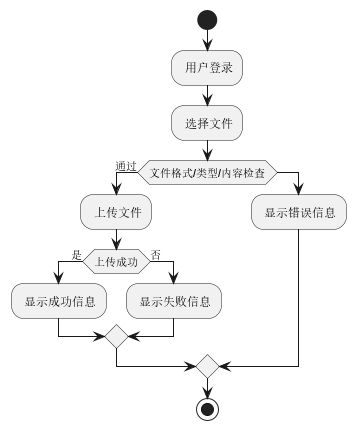 用户登录
选择文件
通过
文件格式/类型/内容检查
上传文件
显示错误信息
是
上传成功
否
显示成功信息
显示失败信息